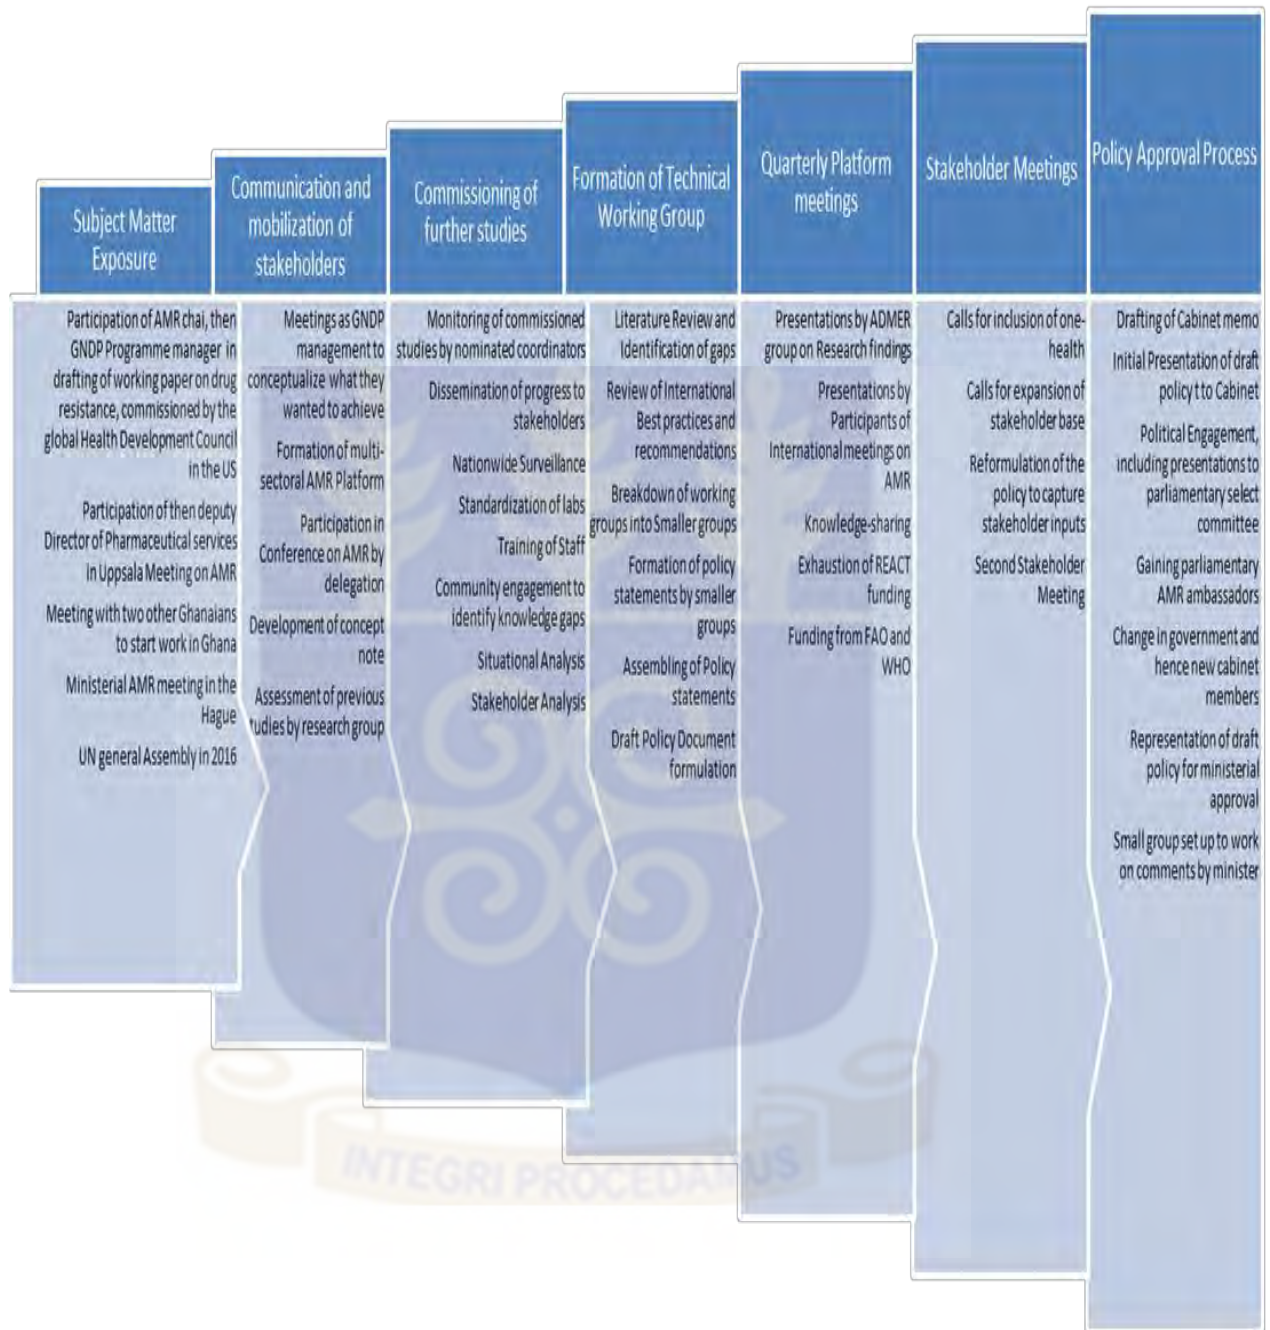 Subject Matter
Exposure
Participation of AMR chai, then
GNDP Programme manager in
drafting of working paper on drug
resistance, commissioned by the
global Health Development Council
in the US
Participation of then deputy
Director of Pharmaceutical services
in Uppsala Meeting on AMR
Meeting with two other Ghanaians
to start work in Ghana
Ministerial AMR meeting in the
Hague
UN general Assembly in 2016
Communication and
mobilization of
stakeholders
Meetings as GNDP
management to
conceptualize what they
wanted to achieve
Formation of multi-
sectoral AMR Platform
Participation in
Conference on AMR by
delegation
Development of concept
note
Assessment of previous
tudies by research group
Commissioning of
further studies
Monitoring of commissioned
studies by nominated coordinators
Dissemination of progress to
stakeholders
Nationwide Surveillance
Standardization of labs
Training of Staff
Community engagement to
identify knowledge gaps
Situational Analysis
Stakeholder Analysis
Formation of Technical
Working Group
Literature Review and
Identification of gaps
Review of International
Best practices and
recommendations
Breakdown of working
groups into Smaller groups
Formation of policy
statements by smaller
groups
Assembling of Policy
statements
Draft Policy Document
formulation
Quarterly Platform
meetings
Presentations by ADMER
group on Research findings
Presentations by
Participants of
International meetings on
AMR
Knowledge-sharing
Exhaustion of REACT
funding
Funding from FAO and
WHO
Stakeholder Meetings
Calls for inclusion of one-
health
Calls for expansion of
stakeholder base
Reformulation of the
policy to capture
stakeholder inputs
Second Stakeholder
Meeting
Policy Approval Process
Drafting of Cabinet memo
Initial Presentation of draft
policy t to Cabinet
Political Engagement,
including presentations to
parliamentary select
committee
Gaining parliamentary
AMR ambassadors
Change in government and
hence new cabinet
members
Representation of draft
policy for ministerial
approval
Small group set up to work
on comments by minister
INTEGRI PROCEDAMUS